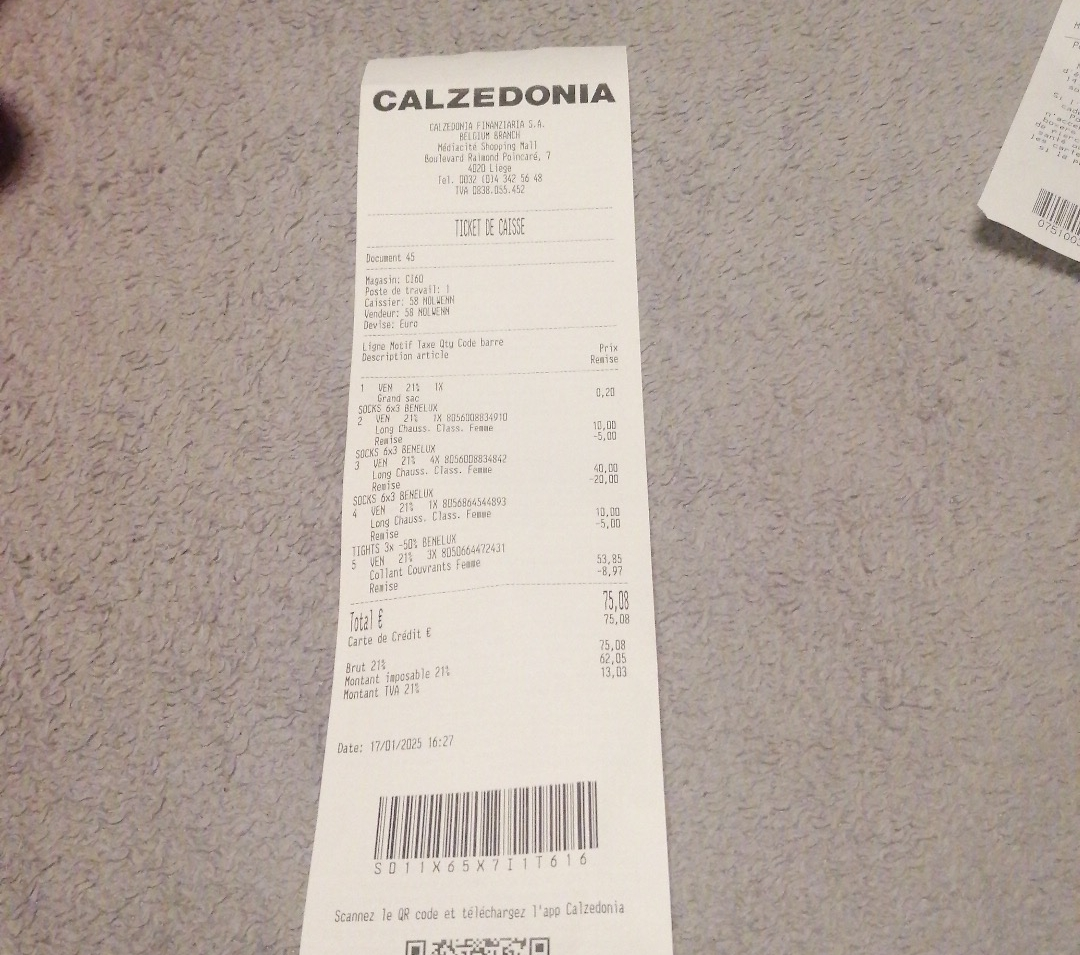 CALZEDONIA
CALZEDONIA FINANZIARIA S.A.
BELGIUM BRANCH
Médiacité Shopping Mall
Boulevard Raimond Poincaré, 7
4020 Liege
Tel. 0032 (0)4 342 56 48
TVA 0838.055.452
TICKET DE CAISSE
Document 45
Magasin: CI60
Poste de travail: 1
Caissier: 58 NOLWENN
Vendeur: 58 NOLWENN
Devise: Euro
Ligne Motif Taxe Qty Code barre Prix
Description article Remise
1 VEN 21% 1X 0,20
Grand sac
SOCKS 6x3 BENELUX
2 VEN 21% 1X 8056008834910 10,00
Long Chauss. Class. Femme -5,00
Remise
SOCKS 6x3 BENELUX
3 VEN 21% 4X 8056008834842 40,00
Long Chauss. Class. Femme -20,00
Remise
SOCKS 6x3 BENELUX
4 VEN 21% 1X 8056864544893 10,00
Long Chauss. Class. Femme -5,00
Remise
TIGHTS 3x -50% BENELUX
5 VEN 21% 3X 8050664472431 53,85
Collant Couvrants Femme -8,97
Remise
Total € 75,08
Carte de Crédit € 75,08
Brut 21% 75,08
Montant imposable 21% 62,05
Montant TVA 21% 13,03
Date: 17/01/2025 16:27
SD11X65X7I1T616
Scannez le QR code et téléchargez l'app Calzedonia